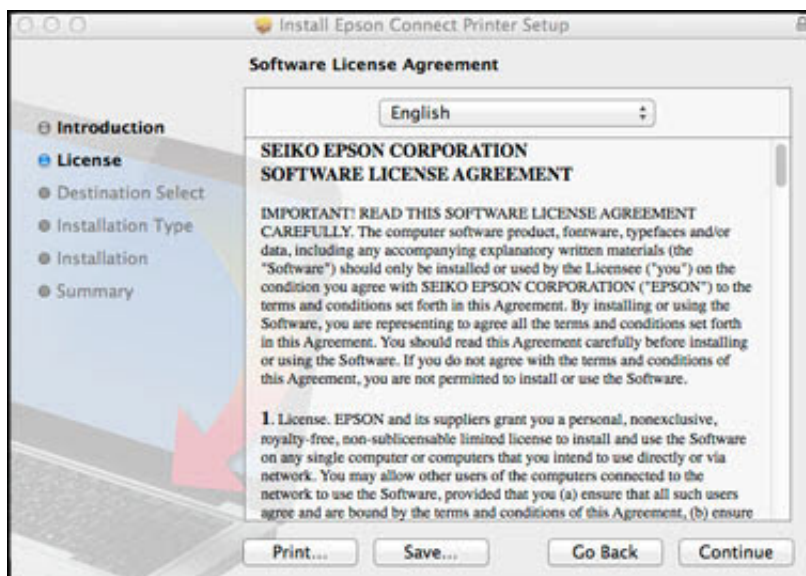 Install Epson Connect Printer Setup
Software License Agreement
English
Introduction
License
Destination Select
Installation Type
Installation
Summary
SEIKO EPSON CORPORATION
SOFTWARE LICENSE AGREEMENT
IMPORTANT! READ THIS SOFTWARE LICENSE AGREEMENT
CAREFULLY. The computer software product, fontware, typefaces and/or
data, including any accompanying explanatory written materials (the
"Software") should only be installed or used by the Licensee ("you") on the
condition you agree with SEIKO EPSON CORPORATION ("EPSON") to the
terms and conditions set forth in this Agreement. By installing or using the
Software, you are representing to agree all the terms and conditions set forth
in this Agreement. You should read this Agreement carefully before installing
or using the Software. If you do not agree with the terms and conditions of
this Agreement, you are not permitted to install or use the Software.
1. License. EPSON and its suppliers grant you a personal, nonexclusive,
royalty-free, non-sublicensable limited license to install and use the Software
on any single computer or computers that you intend to use directly or via
network. You may allow other users of the computers connected to the
network to use the Software, provided that you (a) ensure that all such users
agree and are bound by the terms and conditions of this Agreement, (b) ensure
Print...
Save...
Go Back
Continue